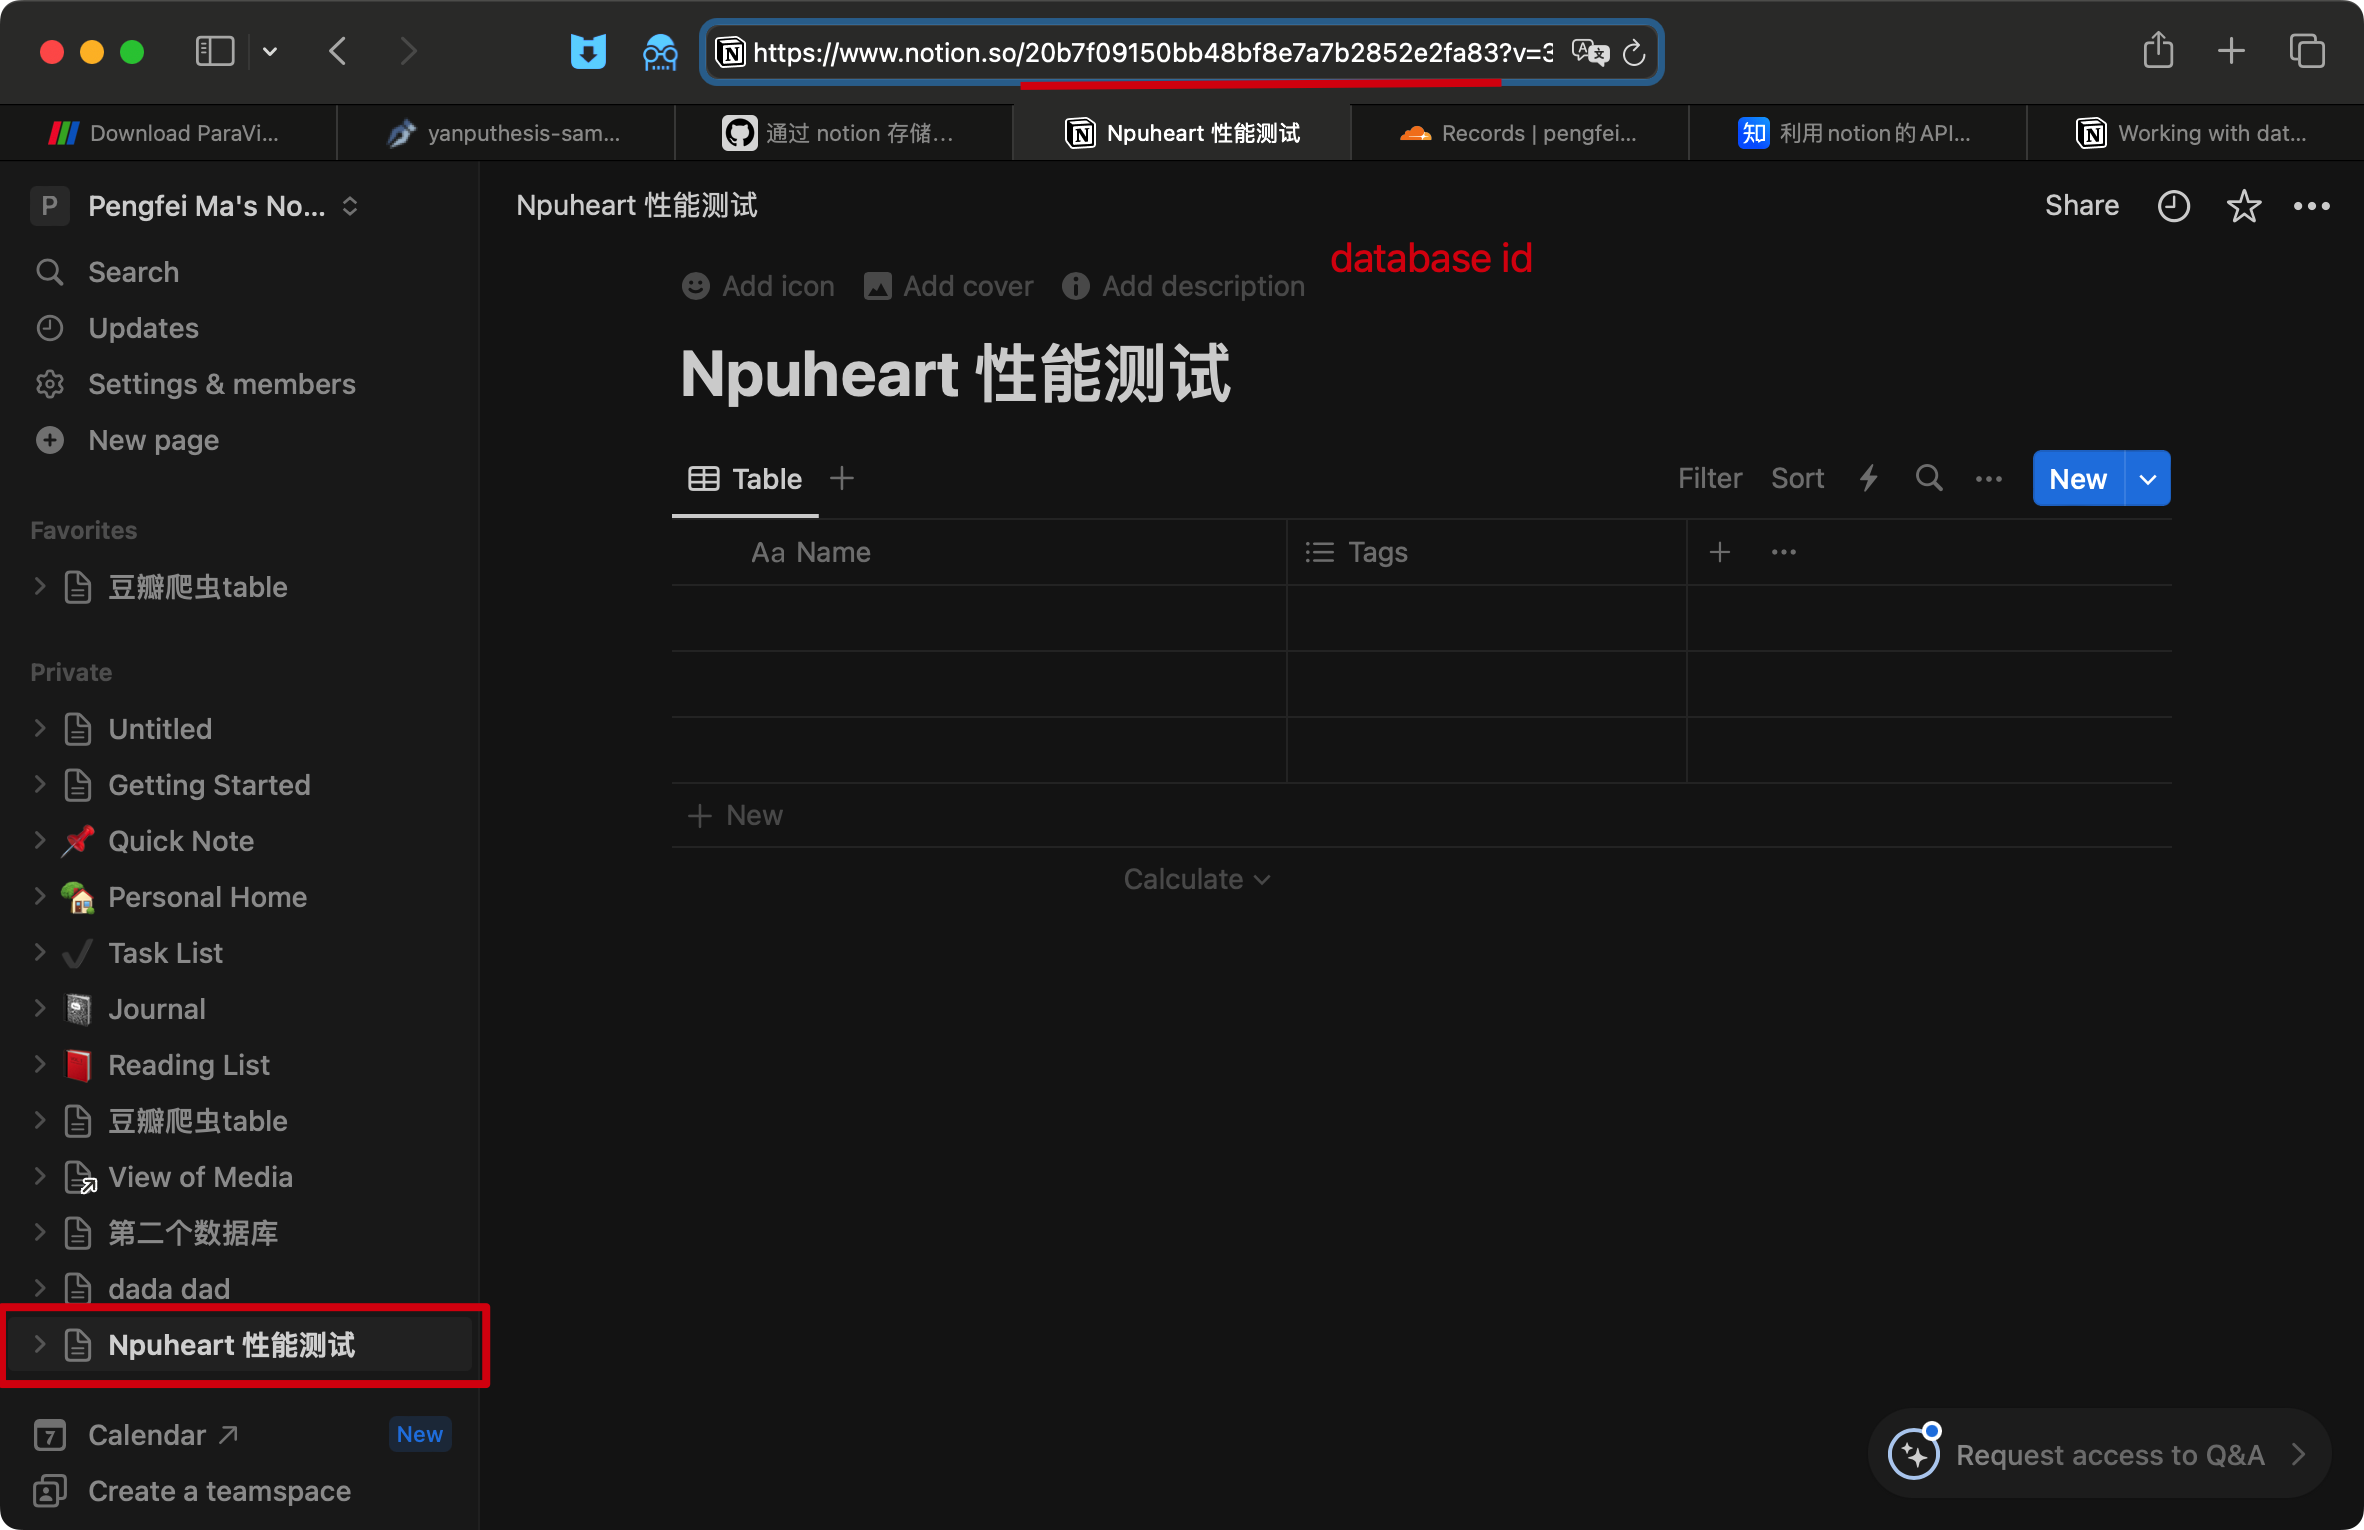 https://www.notion.so/20b7f09150bb48bf8e7a7b2852e2fa83?v=3
Download ParaVi...
yanputhesis-sam...
通过 notion 存储...
Npuheart 性能测试
Records | pengfei...
知 利用 notion 的 API...
Working with dat...
P Pengfei Ma's No...
Search
Updates
Settings & members
New page
Favorites
豆瓣爬虫table
Private
Untitled
Getting Started
Quick Note
Personal Home
Task List
Journal
Reading List
豆瓣爬虫table
View of Media
第二个数据库
dada dad
Npuheart 性能测试
7 Calendar New
Create a teamspace
Npuheart 性能测试
Share
database id
Add icon Add cover Add description
Npuheart 性能测试
Table
Filter Sort New
Aa Name Tags
New
Calculate
Request access to Q&A